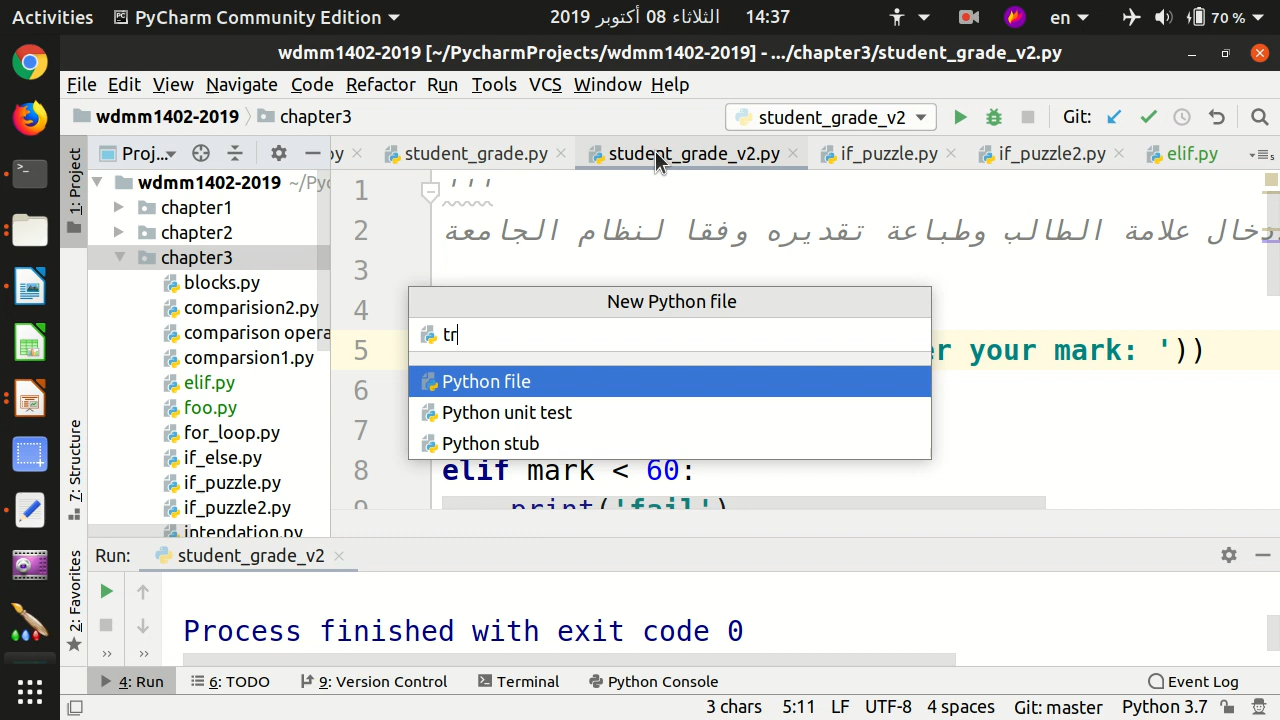 Activities PyCharm Community Edition 2019 الثلاثاء 08 أكتوبر 14:37 en 70 %
wdmm1402-2019 [~/PycharmProjects/wdmm1402-2019] - .../chapter3/student_grade_v2.py
File Edit View Navigate Code Refactor Run Tools VCS Window Help
wdmm1402-2019 chapter3 student_grade_v2 Git:
1: Project
Proj... py student_grade.py student_grade_v2.py if_puzzle.py if_puzzle2.py elif.py
wdmm1402-2019 ~/Pyc
chapter1
chapter2
chapter3
blocks.py
comparision2.py
comparison opera
comparsion1.py
elif.py
foo.py
for_loop.py
if_else.py
if_puzzle.py
if_puzzle2.py
intendation.py
1 '''
2 دخال علامة الطالب وطباعة تقديره وفقا لنظام الجامعة
3
4
5 er your mark: '))
6
7
8 elif mark < 60:
9 print('fail')
New Python file
tr
Python file
Python unit test
Python stub
7: Structure
2: Favorites
Run: student_grade_v2
Process finished with exit code 0
4: Run 6: TODO 9: Version Control Terminal Python Console Event Log
3 chars 5:11 LF UTF-8 4 spaces Git: master Python 3.7